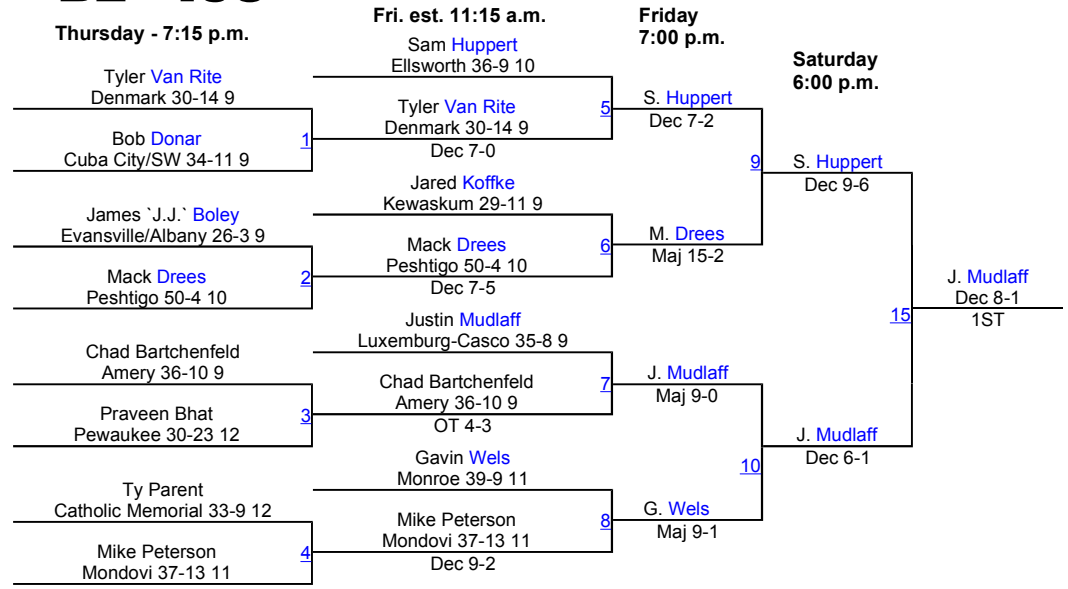 Thursday - 7:15 p.m.
Tyler Van Rite
Denmark 30-14 9
Bob Donar
Cuba City/SW 34-11 9
1
James `J.J.` Boley
Evansville/Albany 26-3 9
Mack Drees
Peshtigo 50-4 10
2
Chad Bartchenfeld
Amery 36-10 9
Praveen Bhat
Pewaukee 30-23 12
3
Ty Parent
Catholic Memorial 33-9 12
Mike Peterson
Mondovi 37-13 11
4
Fri. est. 11:15 a.m.
Sam Huppert
Ellsworth 36-9 10
Tyler Van Rite
Denmark 30-14 9
Dec 7-0
5
Jared Koffke
Kewaskum 29-11 9
Mack Drees
Peshtigo 50-4 10
Dec 7-5
6
Justin Mudlaff
Luxemburg-Casco 35-8 9
Chad Bartchenfeld
Amery 36-10 9
OT 4-3
7
Gavin Wels
Monroe 39-9 11
Mike Peterson
Mondovi 37-13 11
Dec 9-2
8
Friday
7:00 p.m.
S. Huppert
Dec 7-2
9
M. Drees
Maj 15-2
J. Mudlaff
Maj 9-0
10
G. Wels
Maj 9-1
Saturday
6:00 p.m.
S. Huppert
Dec 9-6
15
J. Mudlaff
Dec 6-1
J. Mudlaff
Dec 8-1
1ST